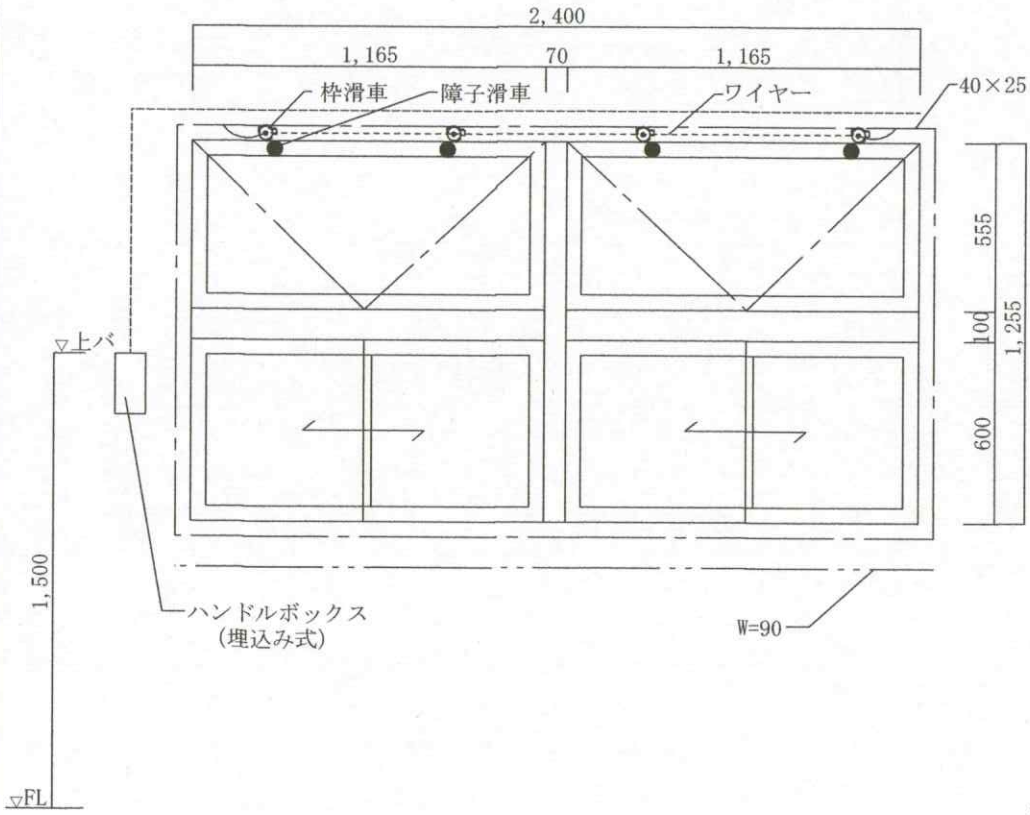 2,400
1,165
70
1,165
枠滑車
障子滑車
ワイヤー
40×25
555
100
1,255
600
▽上バ
1,500
ハンドルボックス
(埋込み式)
W=90
▽FL